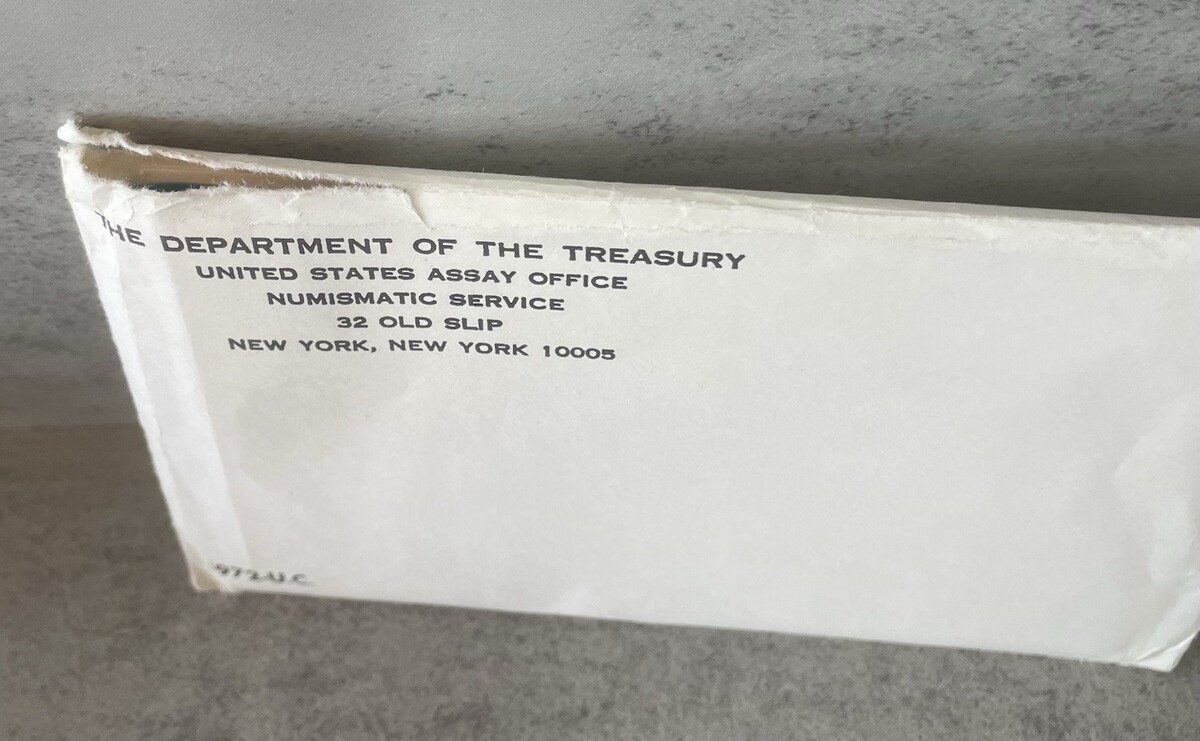 THE DEPARTMENT OF THE TREASURY
UNITED STATES ASSAY OFFICE
NUMISMATIC SERVICE
32 OLD SLIP
NEW YORK, NEW YORK 10005
972 U.C